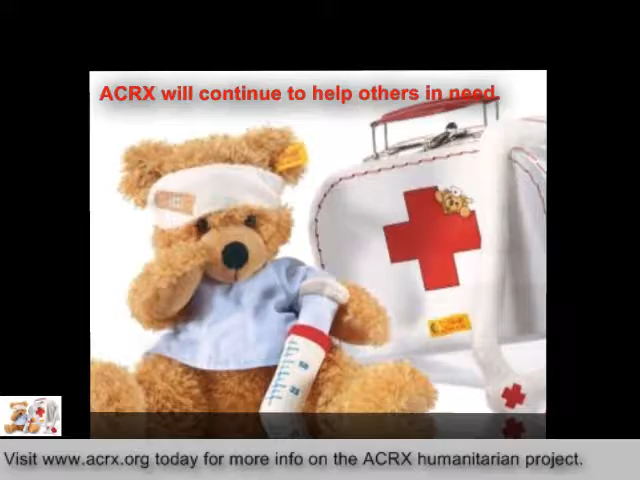 ACRX will continue to help others in need.
Visit www.acrx.org today for more info on the ACRX humanitarian project.